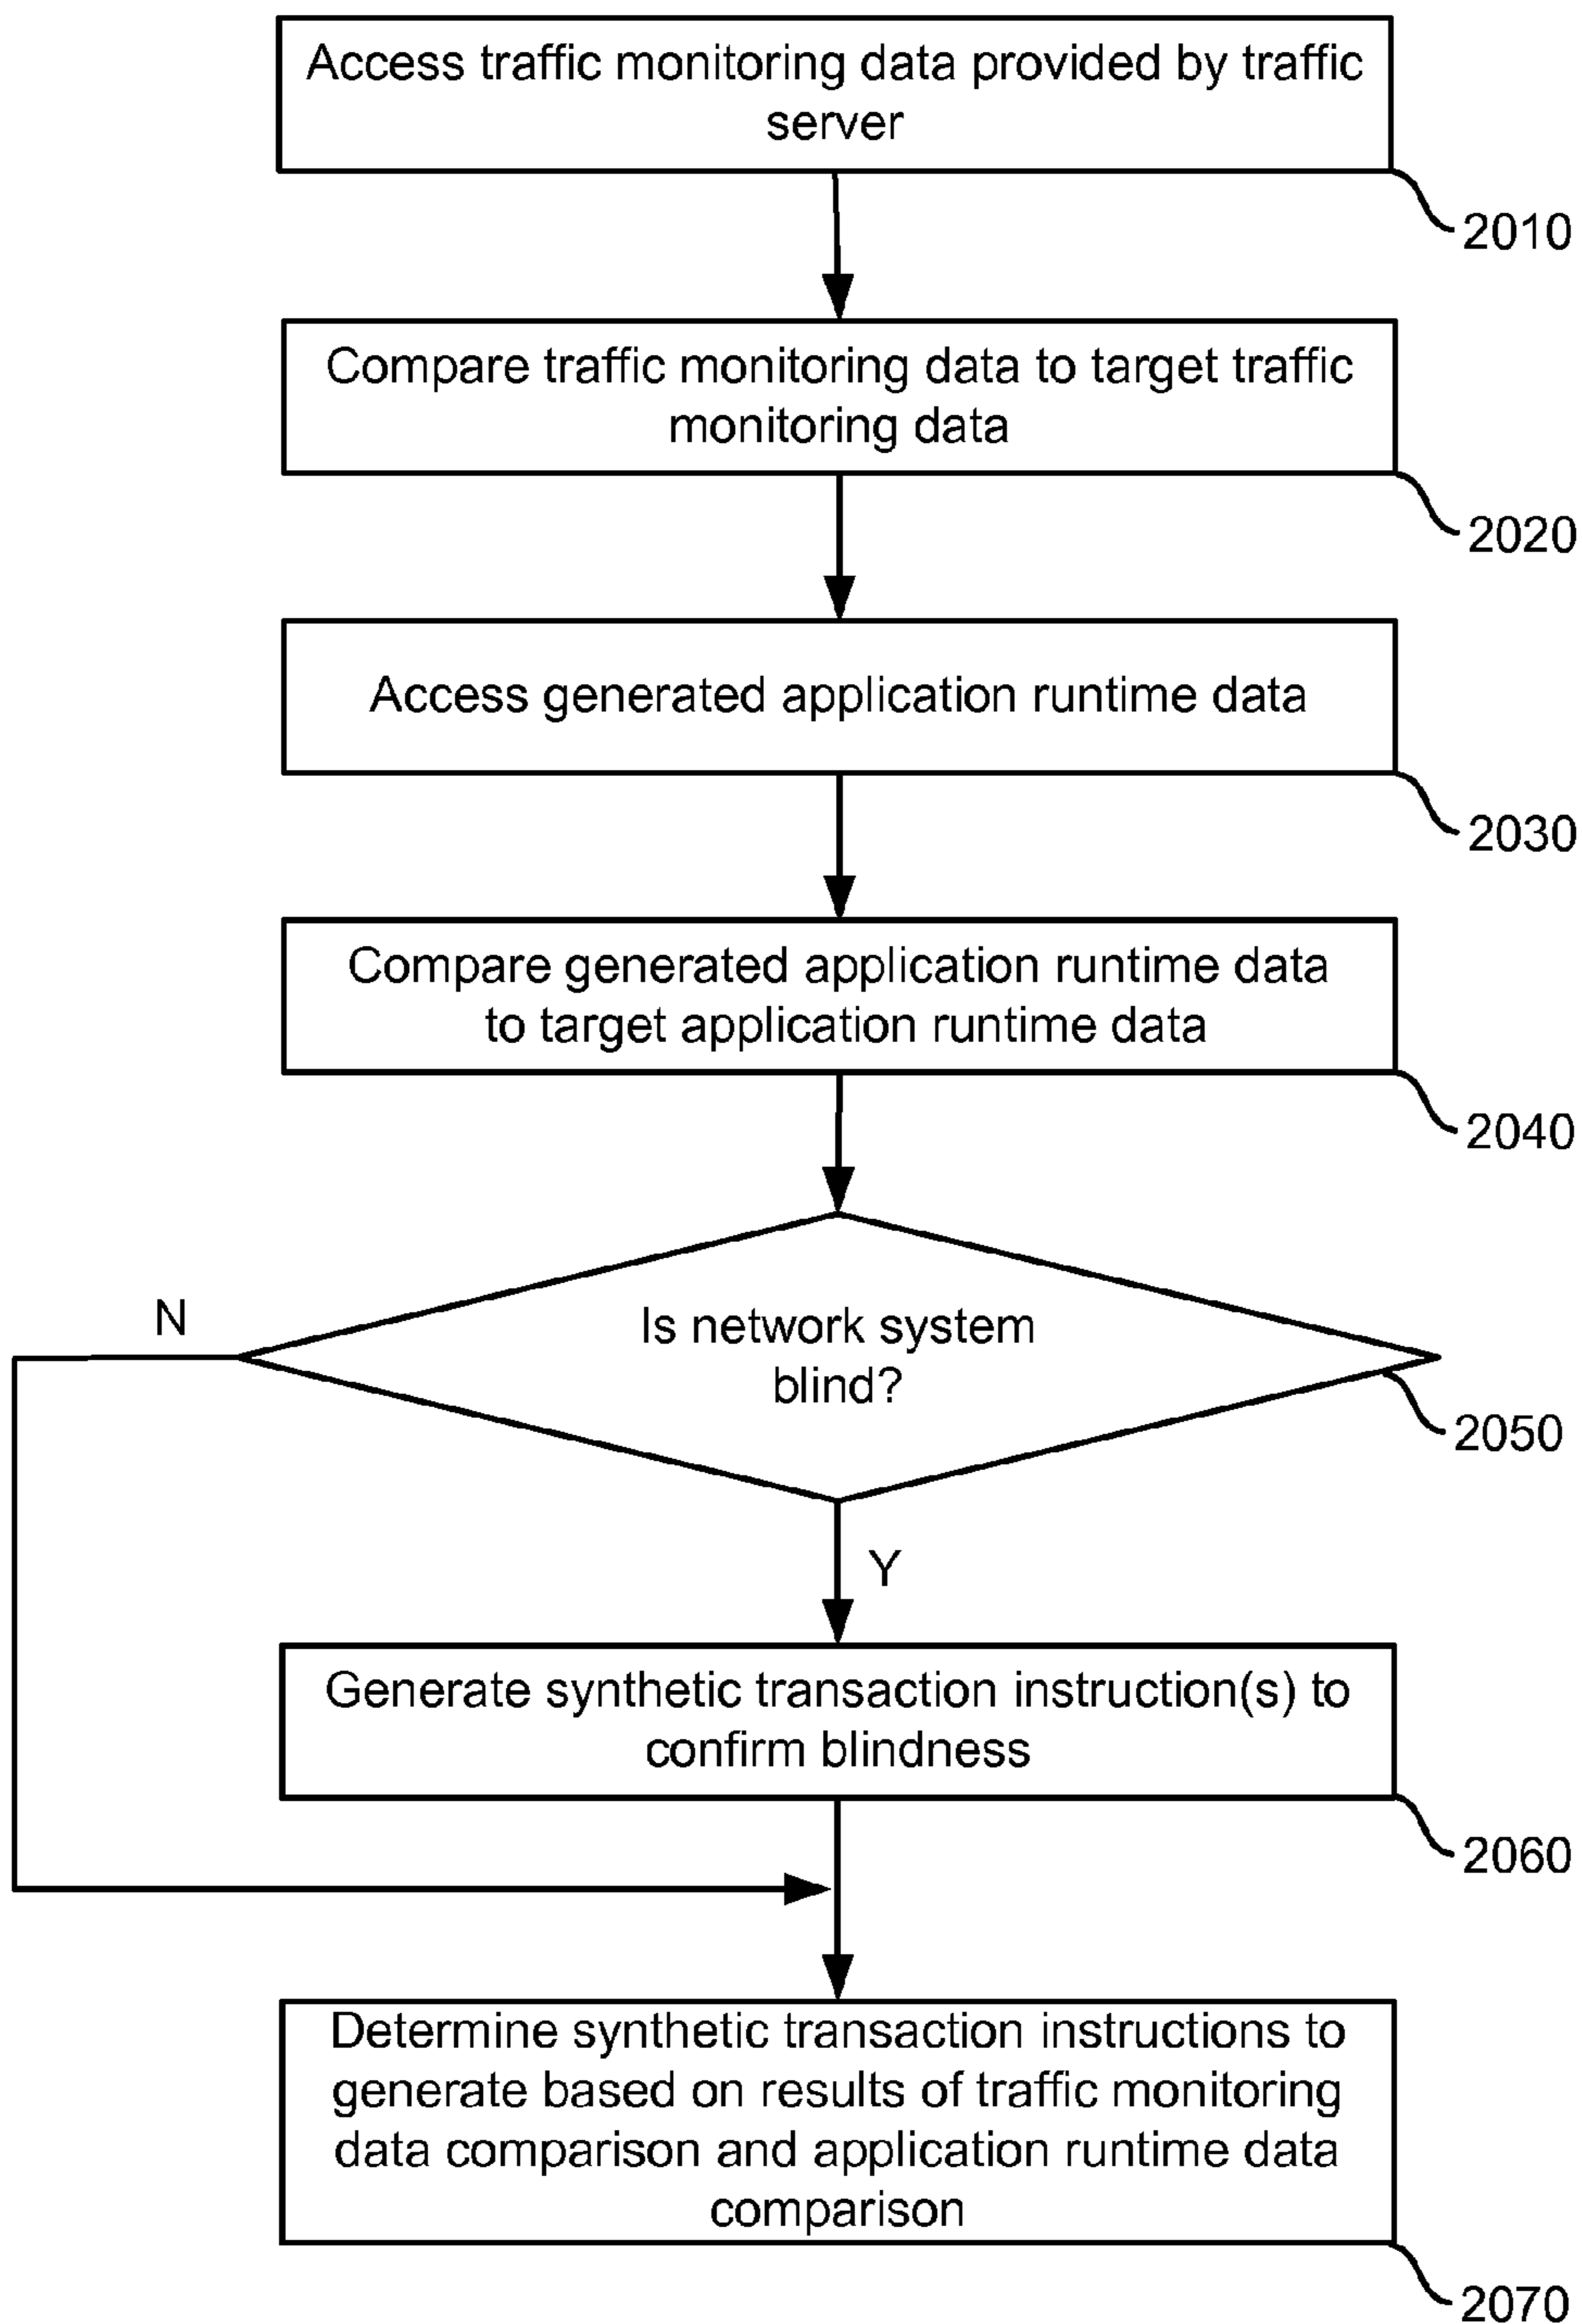 Access traffic monitoring data provided by traffic
server
2010
Compare traffic monitoring data to target traffic
monitoring data
2020
Access generated application runtime data
2030
Compare generated application runtime data
to target application runtime data
2040
N
Is network system
blind?
2050
Y
Generate synthetic transaction instruction(s) to
confirm blindness
2060
Determine synthetic transaction instructions to
generate based on results of traffic monitoring
data comparison and application runtime data
comparison
2070